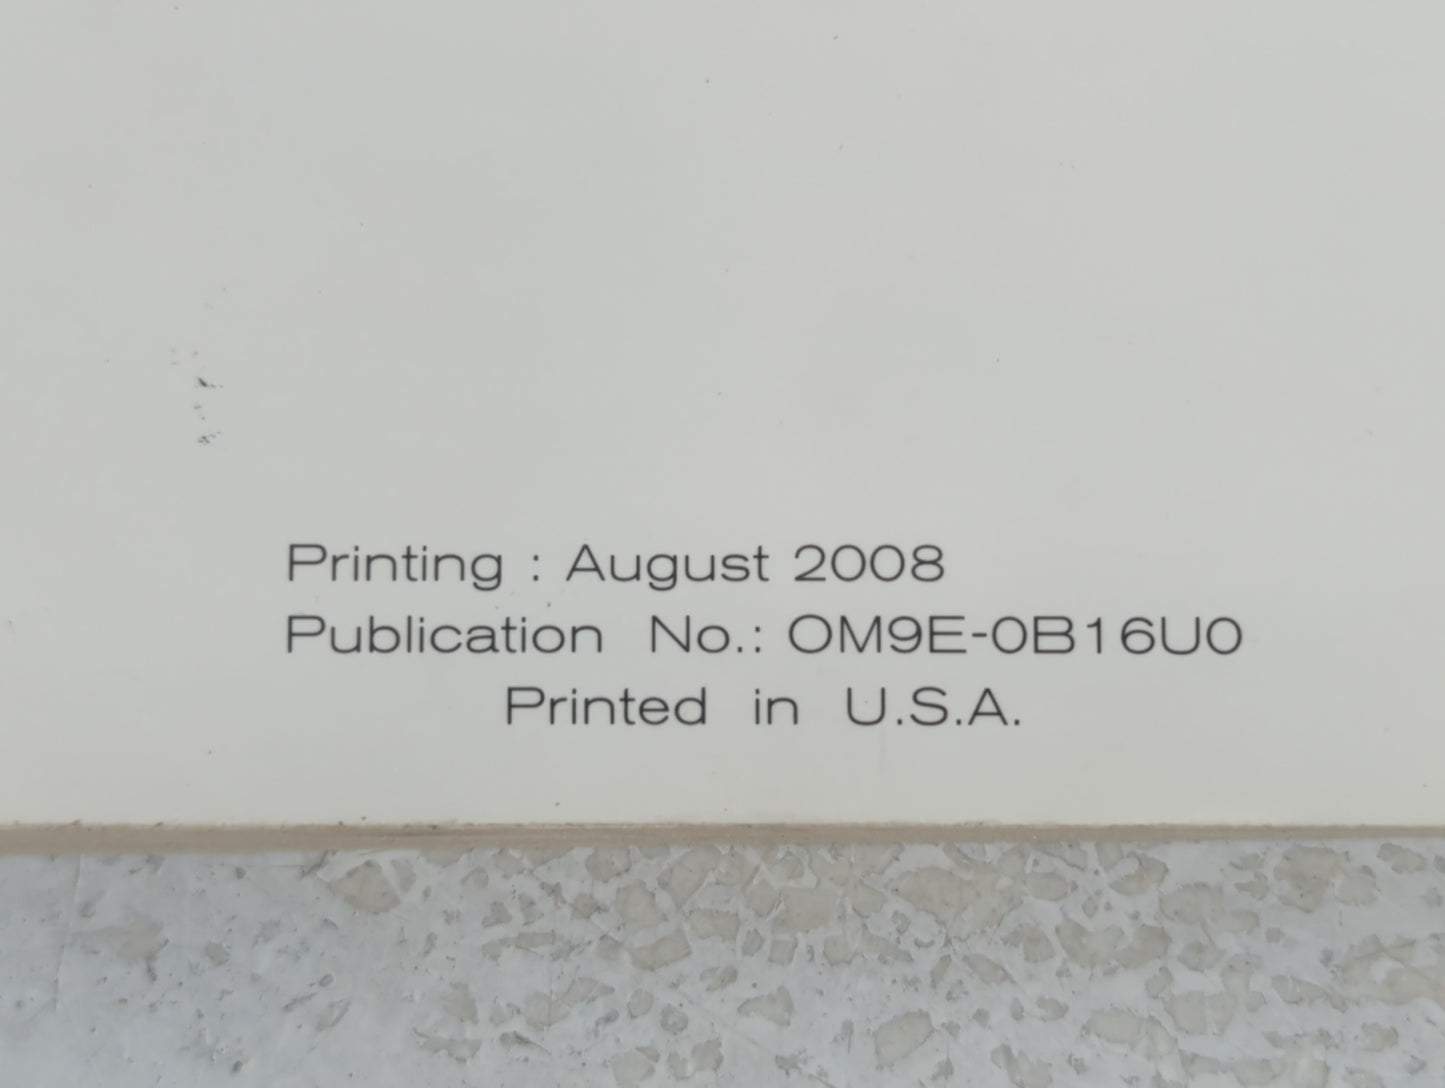 Printing : August 2008
Publication No.: OM9E-0B16U0
Printed in U.S.A.